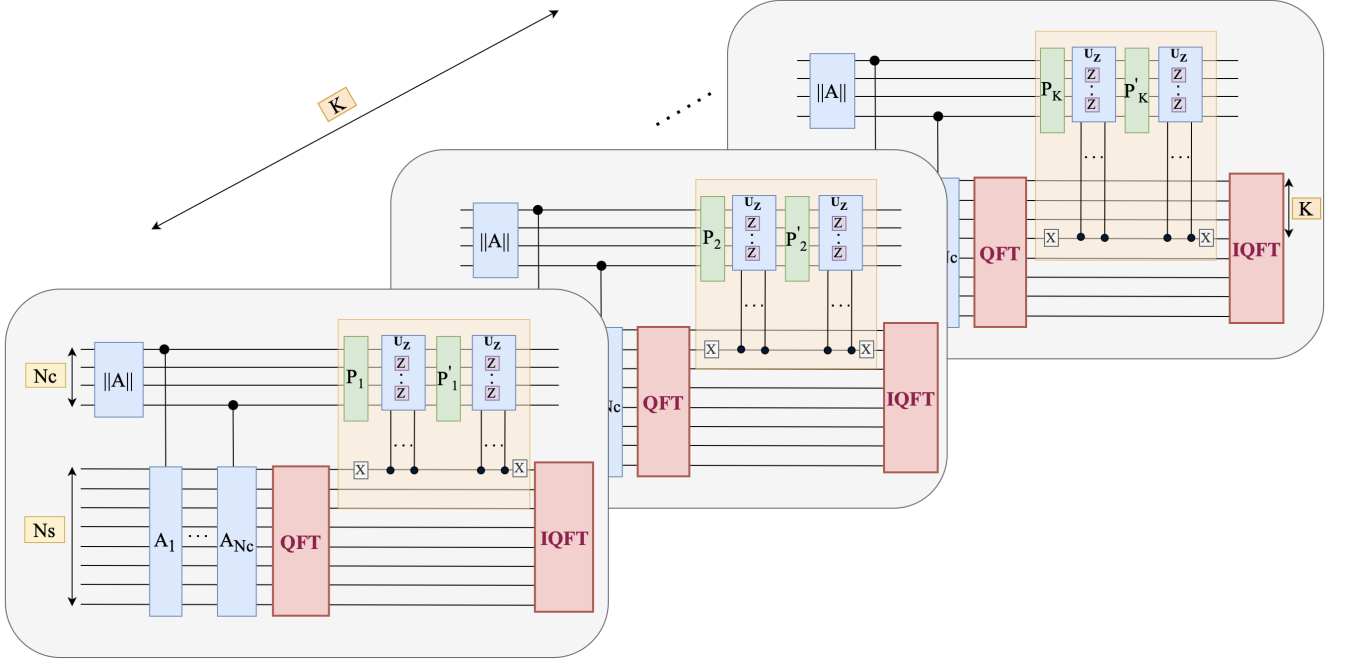 K
||A||
P_K
U_Z
Z
⋮
Z
P'_K
U_Z
Z
⋮
Z
...
...
X
X
K
QFT
IQFT
||A||
P_2
U_Z
Z
⋮
Z
P'_2
U_Z
Z
⋮
Z
...
...
X
X
Nc
QFT
IQFT
Nc
||A||
P_1
U_Z
Z
⋮
Z
P'_1
U_Z
Z
⋮
Z
...
...
X
X
Ns
A_1
...
A_Nc
QFT
IQFT